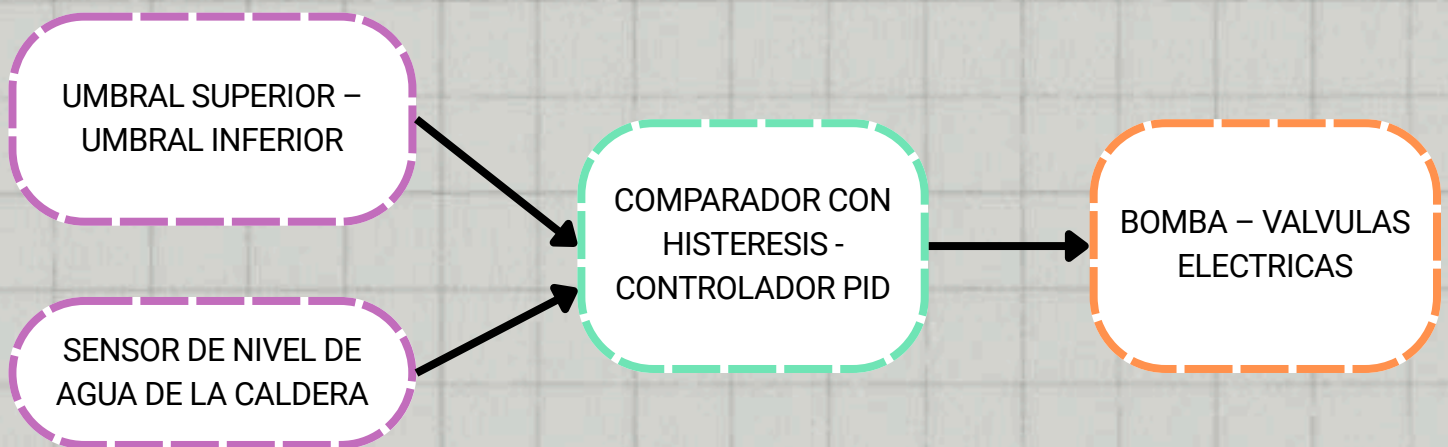 UMBRAL SUPERIOR –
UMBRAL INFERIOR
SENSOR DE NIVEL DE
AGUA DE LA CALDERA
COMPARADOR CON
HISTERESIS -
CONTROLADOR PID
BOMBA – VALVULAS
ELECTRICAS